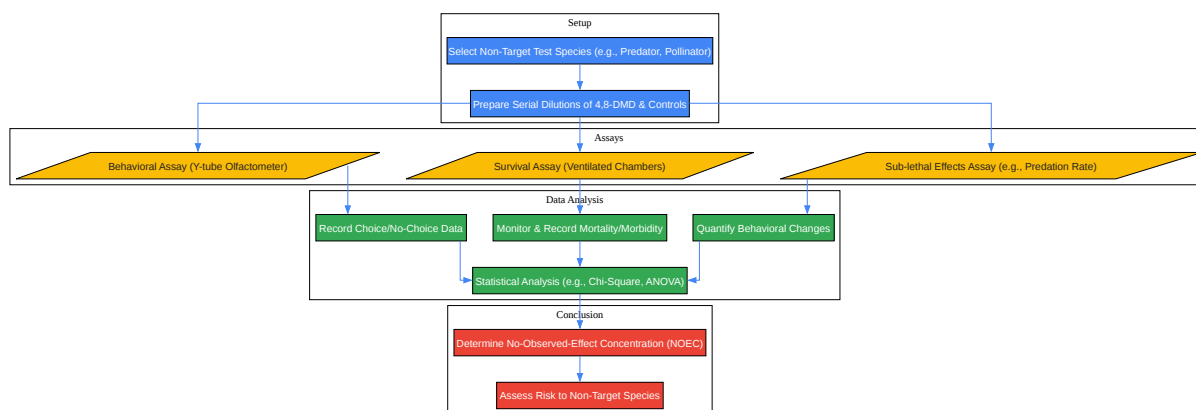 Setup
Select Non-Target Test Species (e.g., Predator, Pollinator)
Prepare Serial Dilutions of 4,8-DMD & Controls
Assays
Behavioral Assay (Y-tube Olfactometer)
Survival Assay (Ventilated Chambers)
Sub-lethal Effects Assay (e.g., Predation Rate)
Data Analysis
Record Choice/No-Choice Data
Monitor & Record Mortality/Morbidity
Quantify Behavioral Changes
Statistical Analysis (e.g., Chi-Square, ANOVA)
Conclusion
Determine No-Observed-Effect Concentration (NOEC)
Assess Risk to Non-Target Species